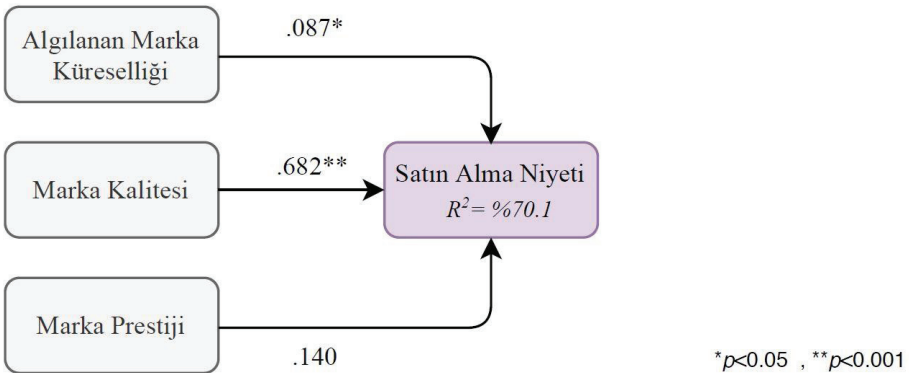 .087*
Algılanan Marka
Küreselliği
.682**
Marka Kalitesi
Satın Alma Niyeti
R²= %70.1
Marka Prestiji
.140
*p<0.05 , **p<0.001